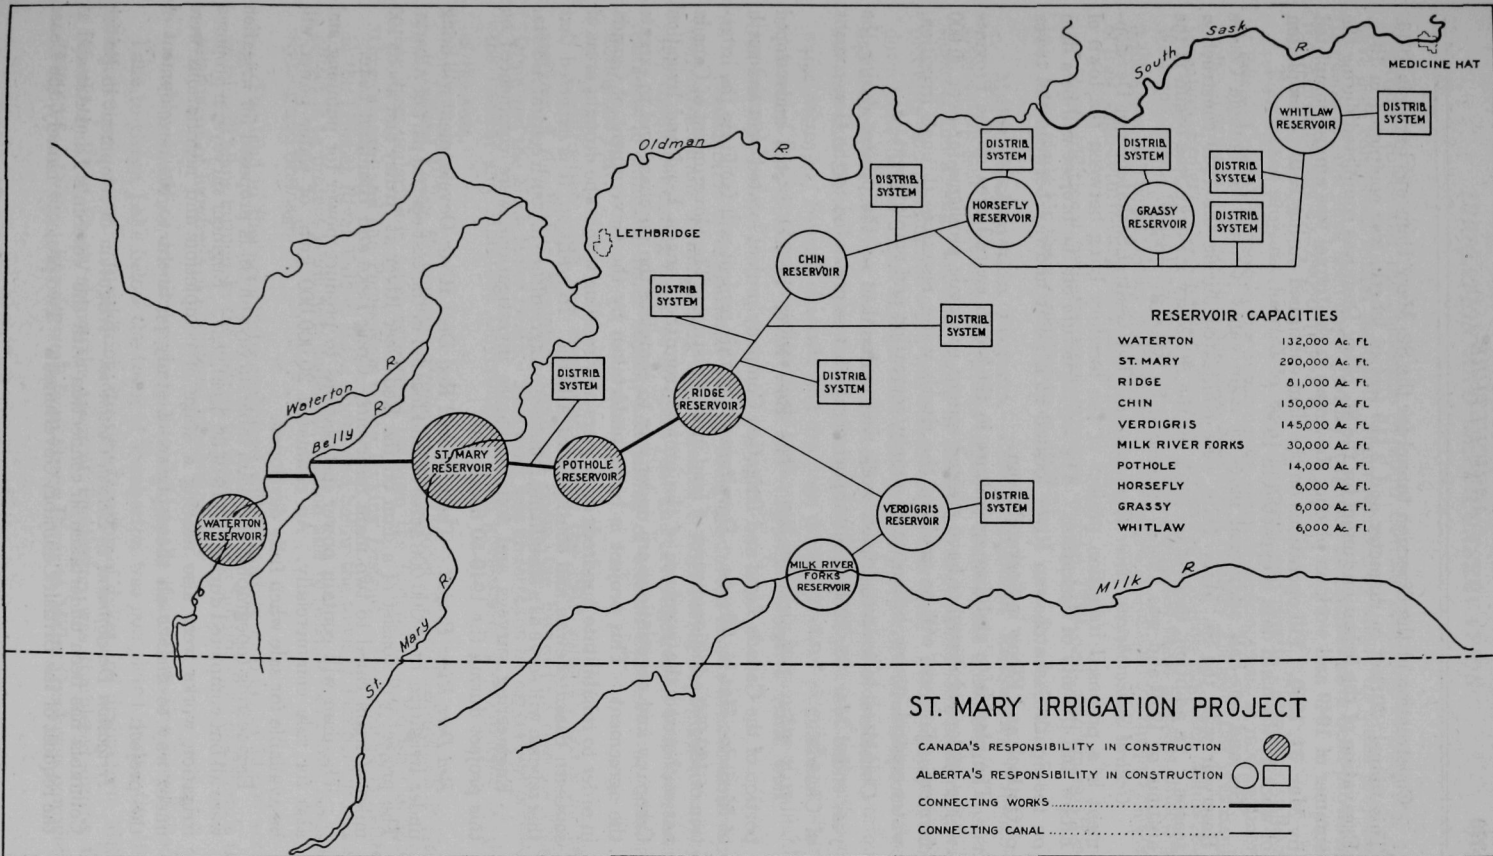 South Sask R.
MEDICINE HAT
WHITLAW
RESERVOIR
DISTRIB.
SYSTEM
Oldman R.
DISTRIB.
SYSTEM
DISTRIB.
SYSTEM
DISTRIB.
SYSTEM
DISTRIB.
SYSTEM
HORSEFLY
RESERVOIR
GRASSY
RESERVOIR
DISTRIB.
SYSTEM
LETHBRIDGE
CHIN
RESERVOIR
DISTRIB.
SYSTEM
DISTRIB.
SYSTEM
DISTRIB.
SYSTEM
DISTRIB.
SYSTEM
Waterton R.
Belly R.
RIDGE
RESERVOIR
ST. MARY
RESERVOIR
POTHOLE
RESERVOIR
WATERTON
RESERVOIR
VERDIGRIS
RESERVOIR
DISTRIB.
SYSTEM
MILK RIVER
FORKS
RESERVOIR
Milk R.
St. Mary R.
RESERVOIR CAPACITIES
WATERTON 132,000 Ac. Ft.
ST. MARY 290,000 Ac. Ft.
RIDGE 81,000 Ac. Ft.
CHIN 150,000 Ac. Ft.
VERDIGRIS 145,000 Ac. Ft.
MILK RIVER FORKS 30,000 Ac. Ft.
POTHOLE 14,000 Ac. Ft.
HORSEFLY 6,000 Ac. Ft.
GRASSY 6,000 Ac. Ft.
WHITLAW 6,000 Ac. Ft.
ST. MARY IRRIGATION PROJECT
CANADA'S RESPONSIBILITY IN CONSTRUCTION
ALBERTA'S RESPONSIBILITY IN CONSTRUCTION
CONNECTING WORKS
CONNECTING CANAL